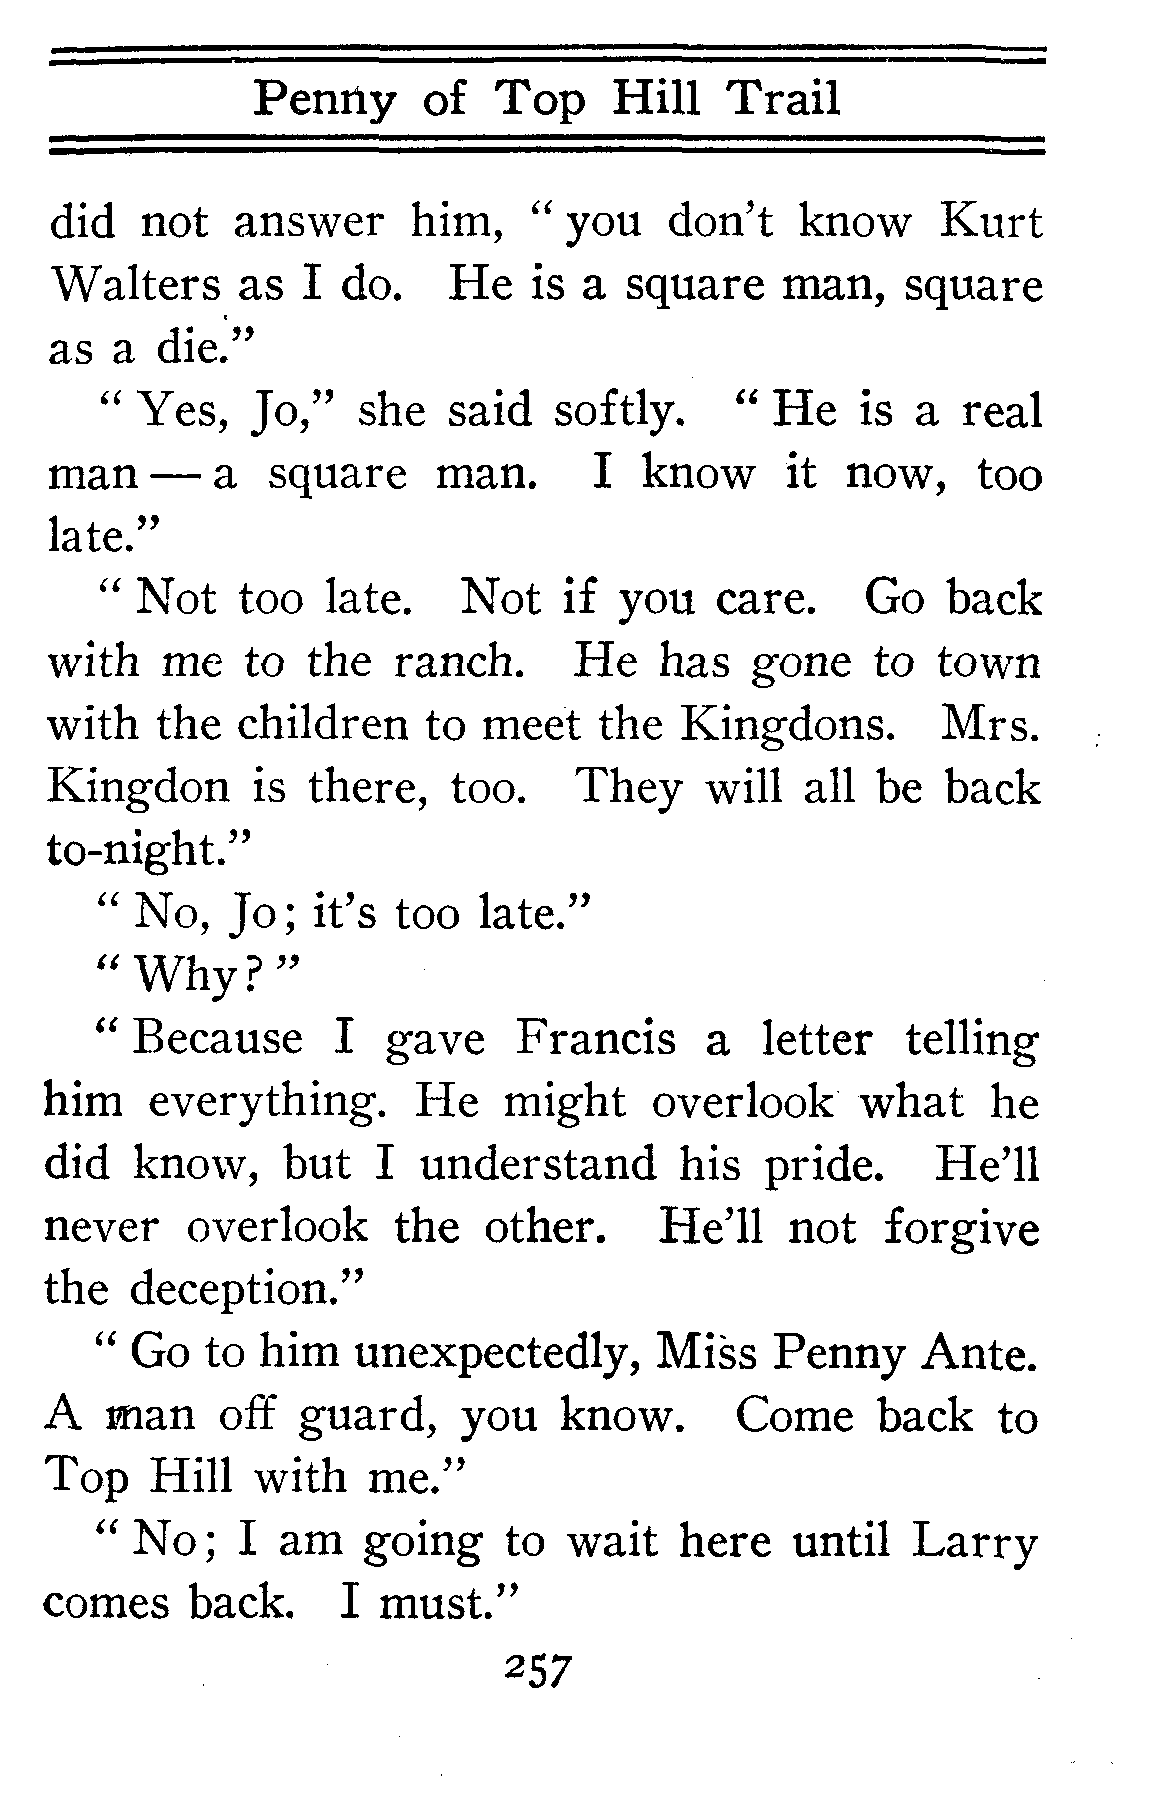 Penny of Top Hill Trail
did not answer him, “ you don’t know Kurt
Walters as I do. He is a square man, square
as a die.”
“ Yes, Jo,” she said softly. “ He is a real
man — a square man. I know it now, too
late.”
“ Not too late. Not if you care. Go back
with me to the ranch. He has gone to town
with the children to meet the Kingdons. Mrs.
Kingdon is there, too. They will all be back
to-night.”
“ No, Jo; it’s too late.”
“ Why? ”
“ Because I gave Francis a letter telling
him everything. He might overlook what he
did know, but I understand his pride. He’ll
never overlook the other. He’ll not forgive
the deception.”
“ Go to him unexpectedly, Miss Penny Ante.
A man off guard, you know. Come back to
Top Hill with me.”
“ No; I am going to wait here until Larry
comes back. I must.”
257